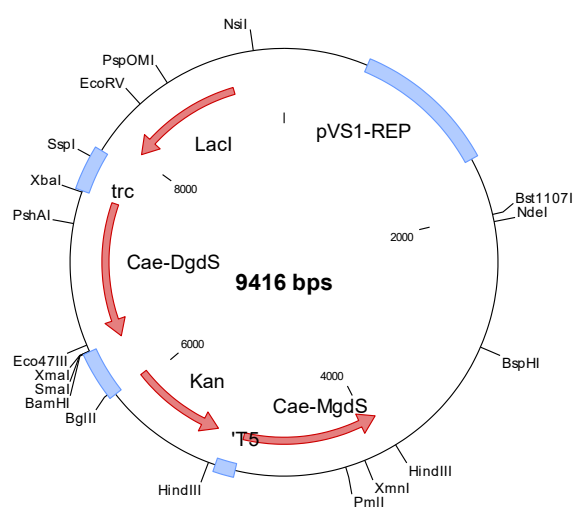 NsiI
PspOMI
EcoRV
LacI
pVS1-REP
SspI
trc
8000
XbaI
Bst1107I
NdeI
PshAI
2000
Cae-DgdS
9416 bps
Eco47III
XmaI
SmaI
BamHI
BglII
6000
Kan
4000
Cae-MgdS
BspHI
'T5
HindIII
HindIII
XmnI
PmlI